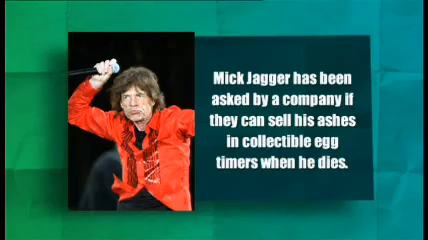 Mick Jagger has been
asked by a company if
they can sell his ashes
in collectible egg
timers when he dies.